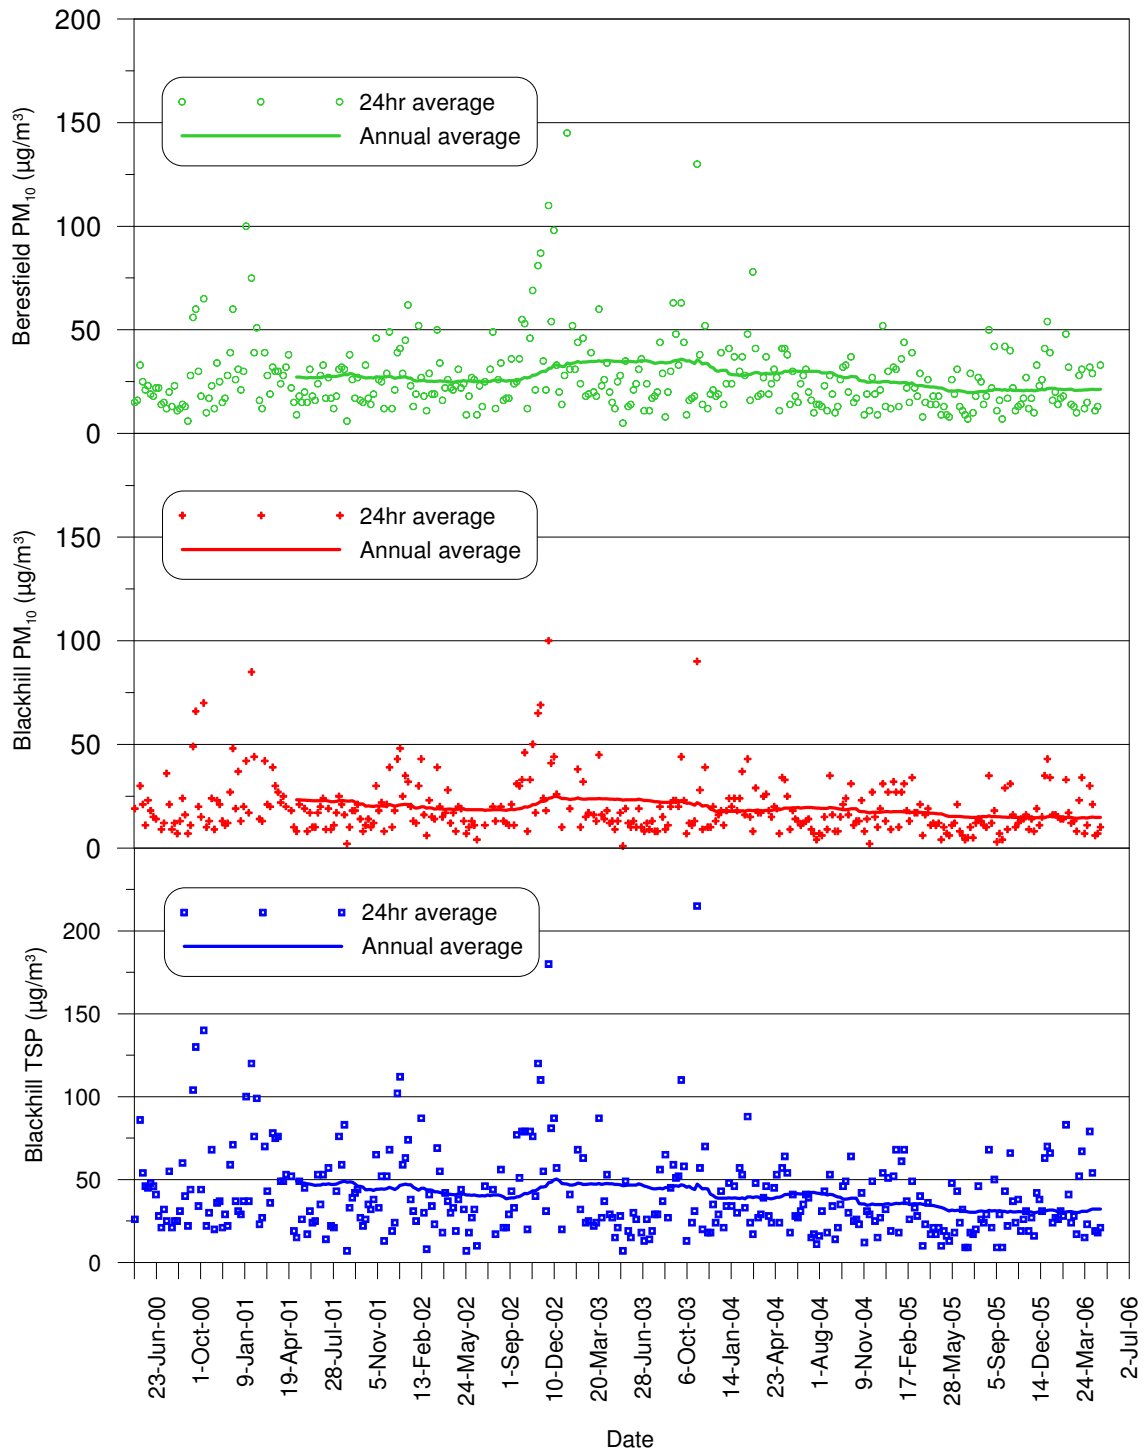 Beresfield PM₁₀ (µg/m³)
200
150
100
50
0
24hr average
Annual average
Blackhill PM₁₀ (µg/m³)
150
100
50
0
24hr average
Annual average
Blackhill TSP (µg/m³)
200
150
100
50
0
24hr average
Annual average
23-Jun-00
1-Oct-00
9-Jan-01
19-Apr-01
28-Jul-01
5-Nov-01
13-Feb-02
24-May-02
1-Sep-02
10-Dec-02
20-Mar-03
28-Jun-03
6-Oct-03
14-Jan-04
23-Apr-04
1-Aug-04
9-Nov-04
17-Feb-05
28-May-05
5-Sep-05
14-Dec-05
24-Mar-06
2-Jul-06
Date